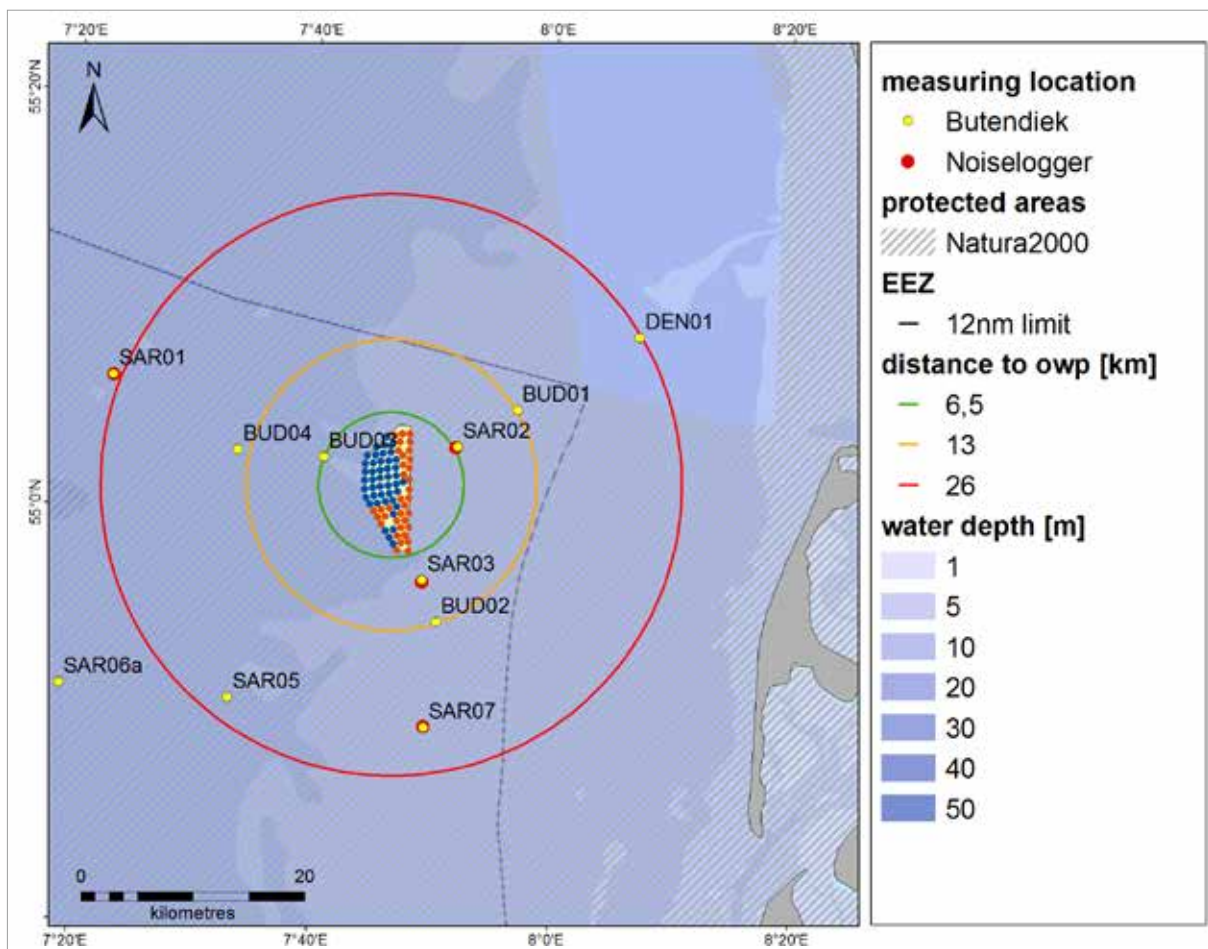 7°20'E 7°40'E 8°0'E 8°20'E
55°20'N
N
DEN01
SAR01
BUD01
BUD04
BUD03
SAR02
55°0'N
SAR03
BUD02
SAR06a
SAR05
SAR07
0 20
kilometres
7°20'E 7°40'E 8°0'E 8°20'E
measuring location
Butendiek
Noiselogger
protected areas
Natura2000
EEZ
12nm limit
distance to owp [km]
6,5
13
26
water depth [m]
1
5
10
20
30
40
50